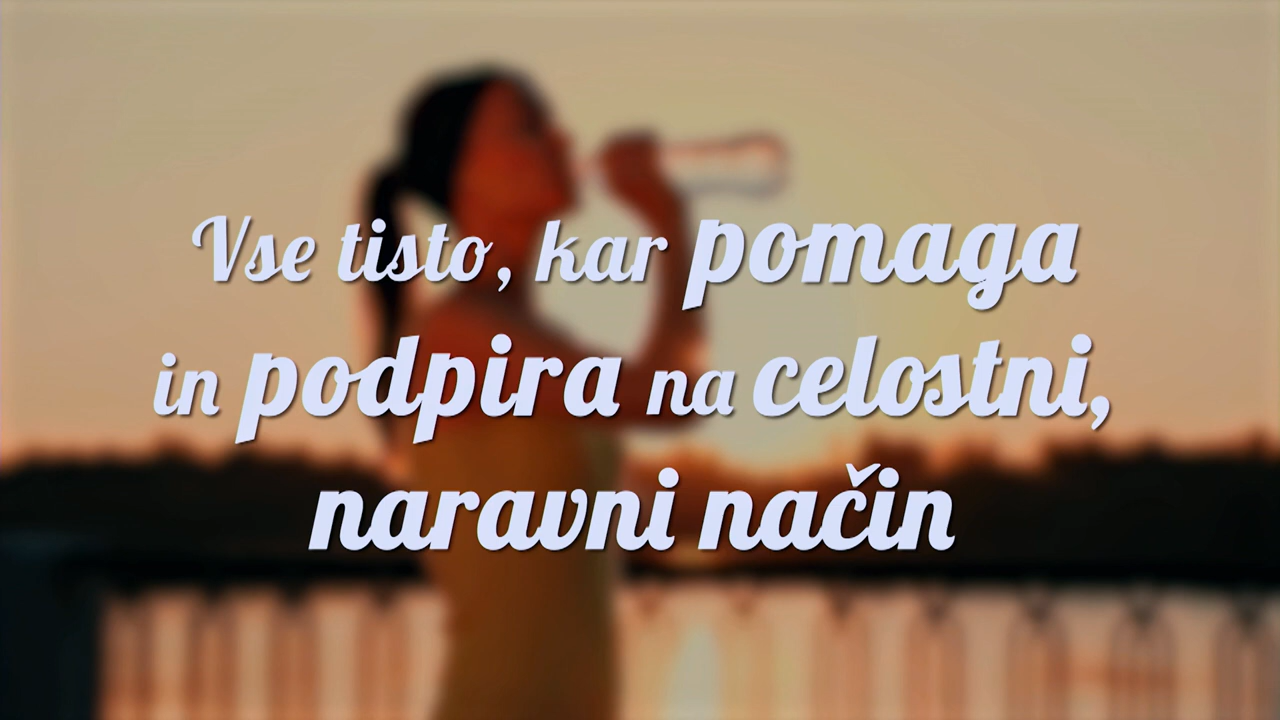 Vse tisto, kar pomaga
in podpira na celostni,
naravni način